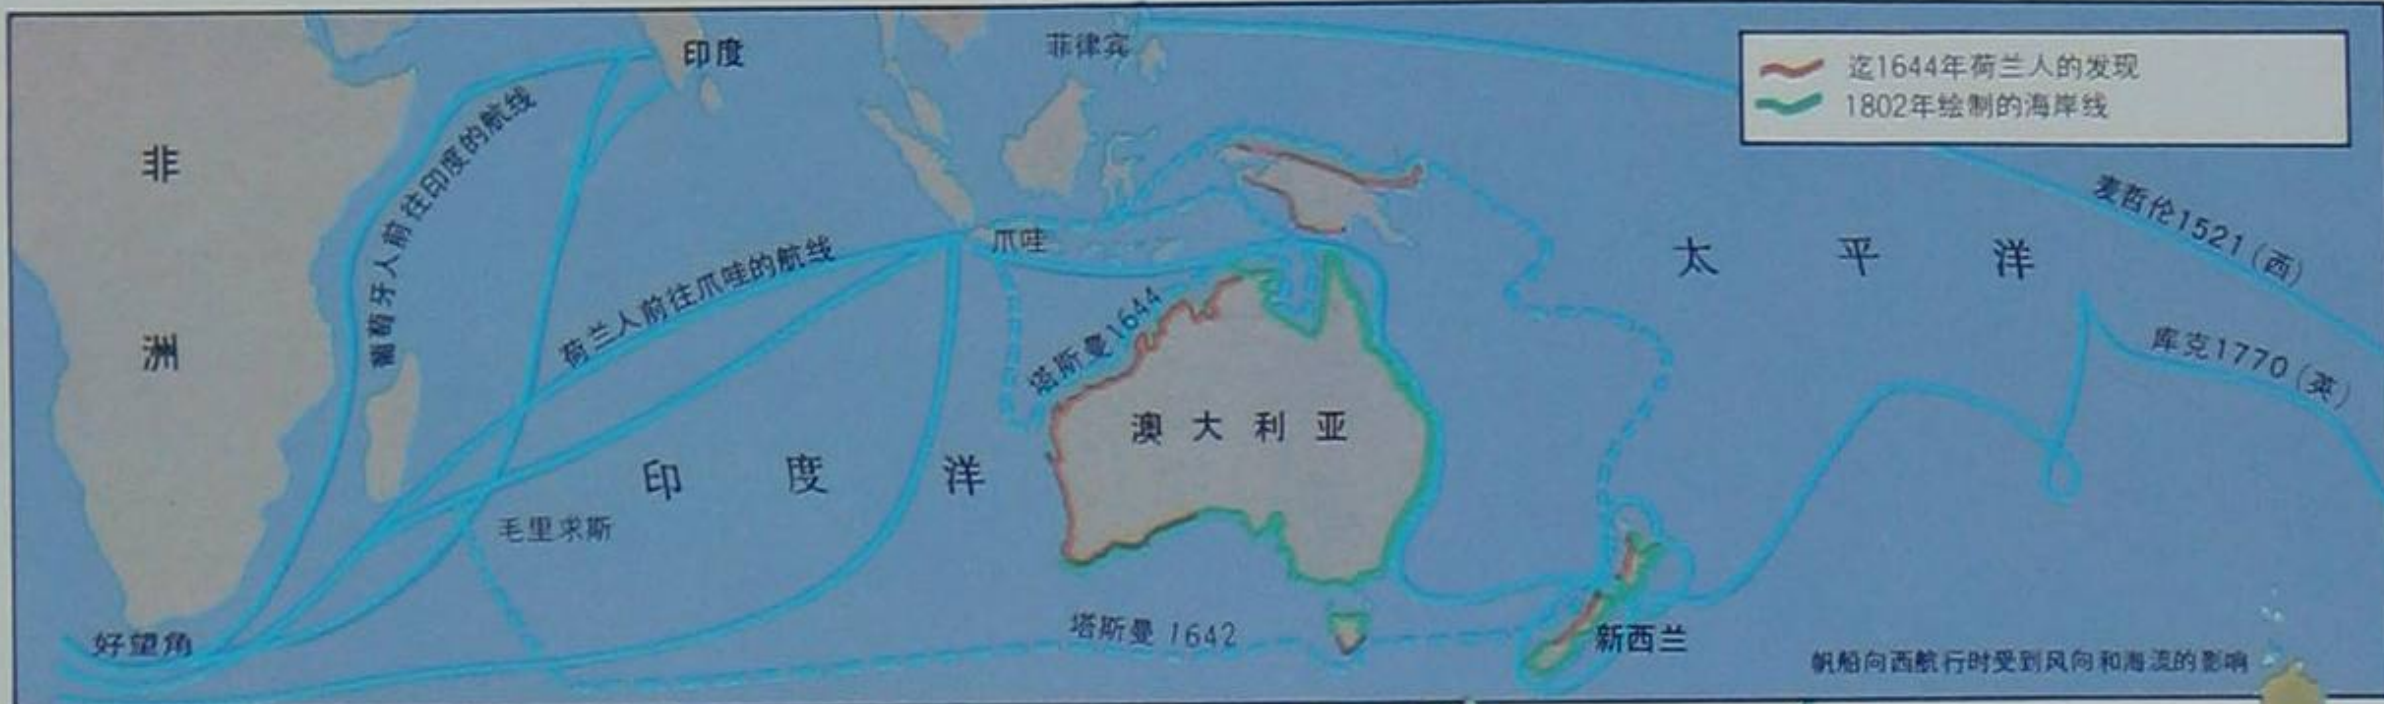 印度
菲律宾
迄1644年荷兰人的发现
1802年绘制的海岸线
非洲
葡萄牙人前往印度的航线
荷兰人前往爪哇的航线
爪哇
塔斯曼1644
太平洋
麦哲伦1521（西）
库克1770（英）
澳大利亚
印度洋
毛里求斯
好望角
塔斯曼 1642
新西兰
帆船向西航行时受到风向和海流的影响